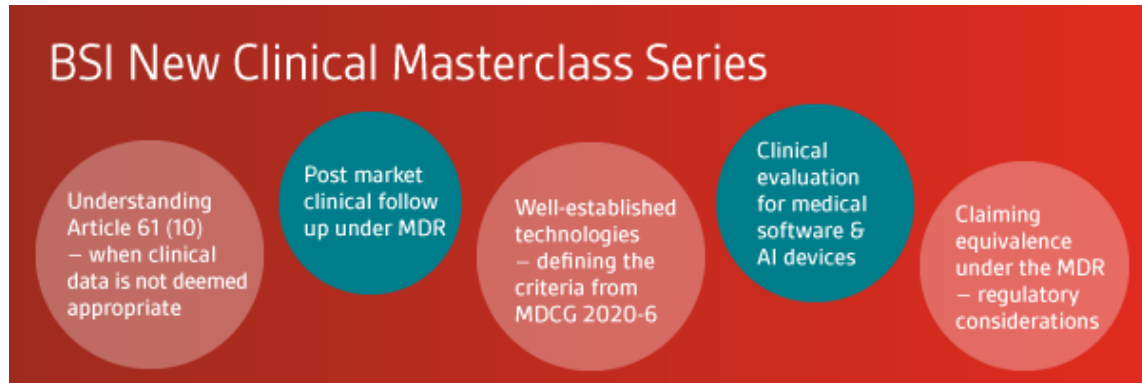 BSI New Clinical Masterclass Series
Understanding
Article 61 (10)
– when clinical
data is not deemed
appropriate
Post market
clinical follow
up under MDR
Well-established
technologies
– defining the
criteria from
MDCG 2020-6
Clinical
evaluation
for medical
software &
AI devices
Claiming
equivalence
under the MDR
– regulatory
considerations